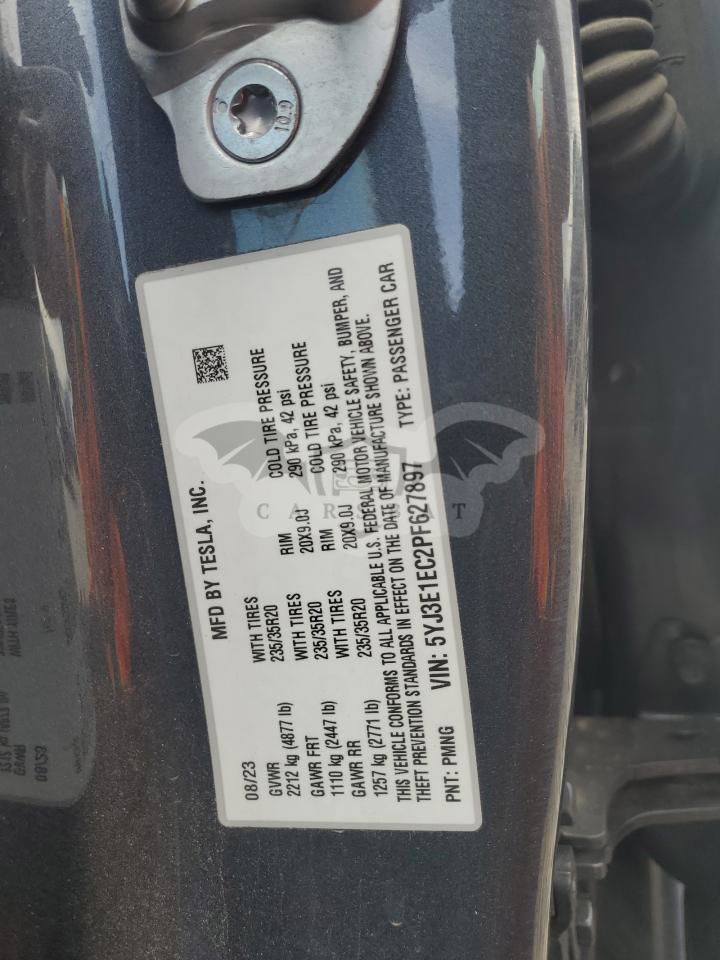 MFD BY TESLA, INC.
08/23
GVWR WITH TIRES RIM COLD TIRE PRESSURE
2212 kg (4877 lb) 235/35R20 20X9.0J 290 kPa, 42 psi
GAWR FRT WITH TIRES RIM COLD TIRE PRESSURE
1110 kg (2447 lb) 235/35R20 20X9.0J 290 kPa, 42 psi
GAWR RR WITH TIRES
1257 kg (2771 lb) 235/35R20
THIS VEHICLE CONFORMS TO ALL APPLICABLE U.S. FEDERAL MOTOR VEHICLE SAFETY, BUMPER, AND
THEFT PREVENTION STANDARDS IN EFFECT ON THE DATE OF MANUFACTURE SHOWN ABOVE.
PNT: PMNG VIN: 5YJ3E1EC2PF627897 TYPE: PASSENGER CAR
10.9